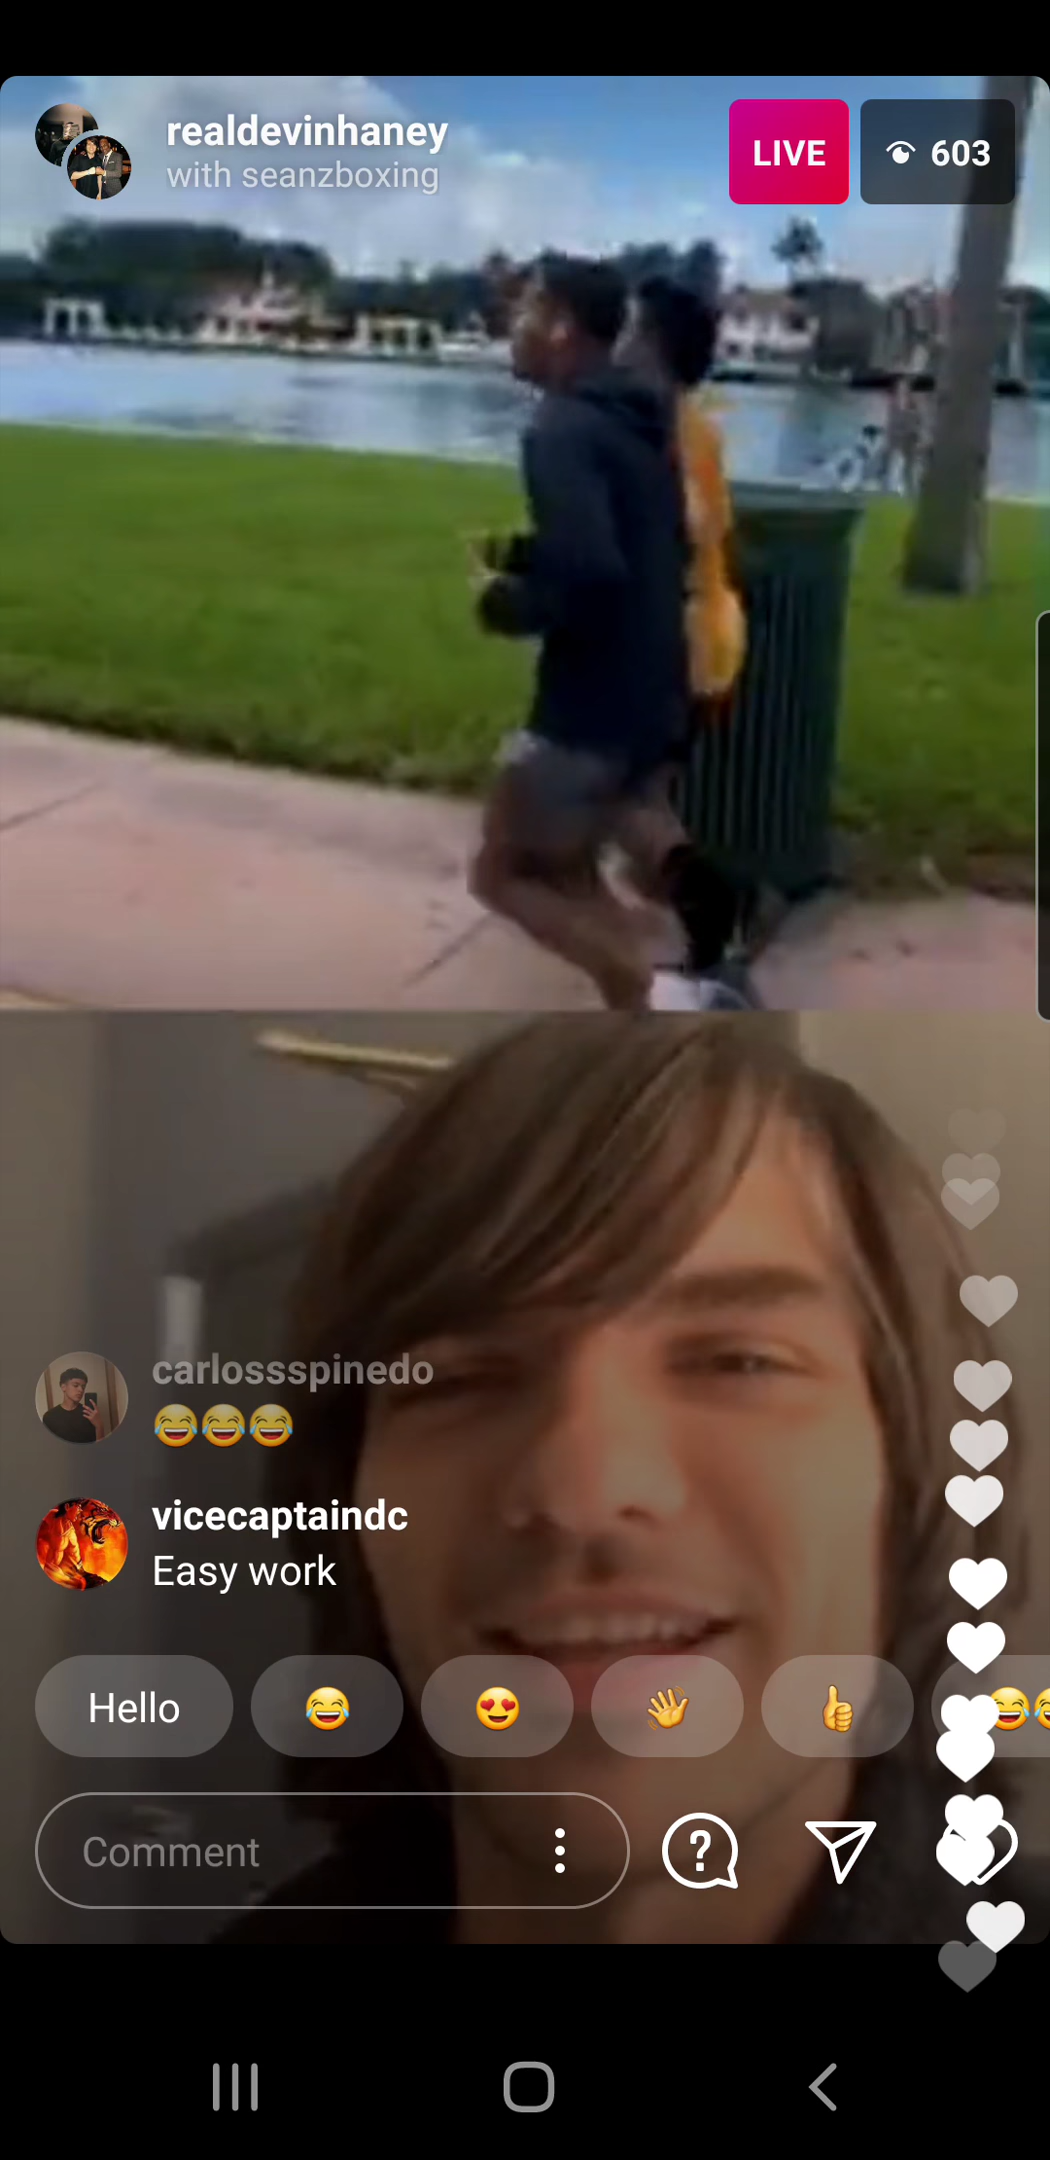 realdevinhaney
with seanzboxing
LIVE
603
carlossspinedo
😂😂😂
vicecaptaindc
Easy work
Hello
Comment